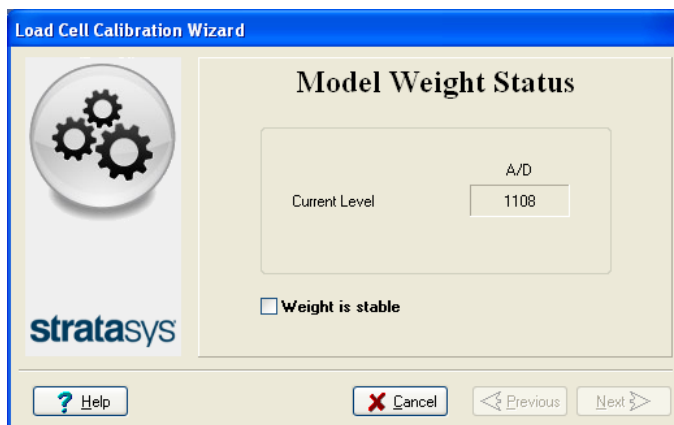 Load Cell Calibration Wizard
Model Weight Status
A/D
Current Level 1108
Weight is stable
stratasys
? Help
Cancel
Previous
Next